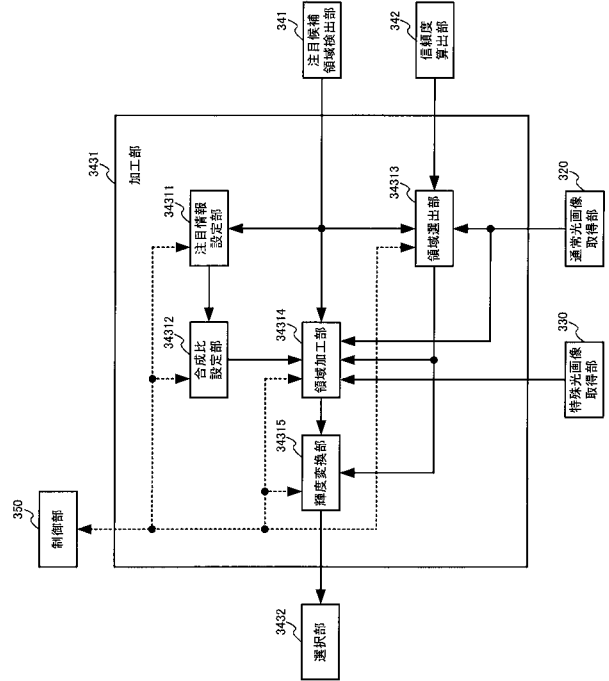 350
制御部
3431
加工部
341
注目候補
領域検出部
342
信頼度
算出部
34311
注目情報
設定部
34312
合成比
設定部
34313
領域選出部
34314
領域加工部
34315
輝度変換部
3432
選択部
320
通常光画像
取得部
330
特殊光画像
取得部